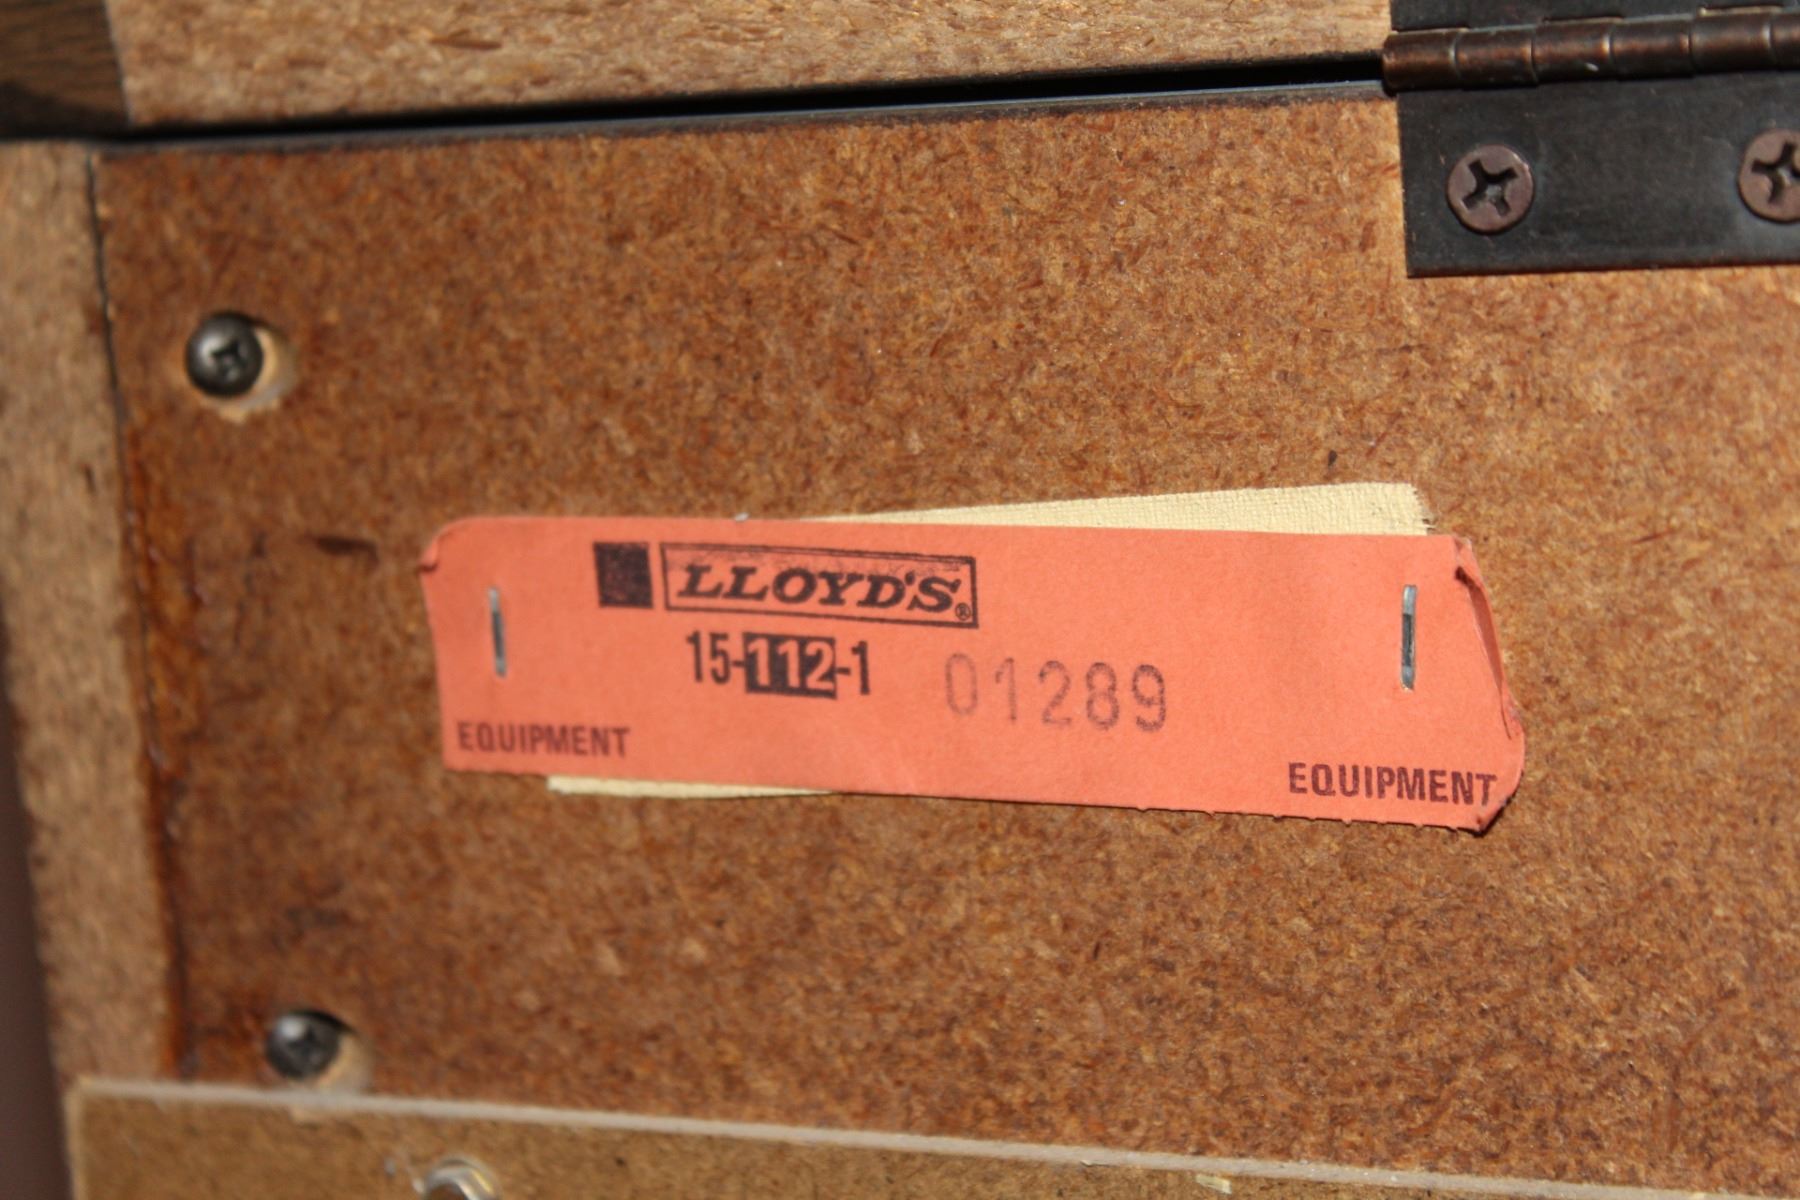 LLOYD'S®
15-112-1 01289
EQUIPMENT
EQUIPMENT